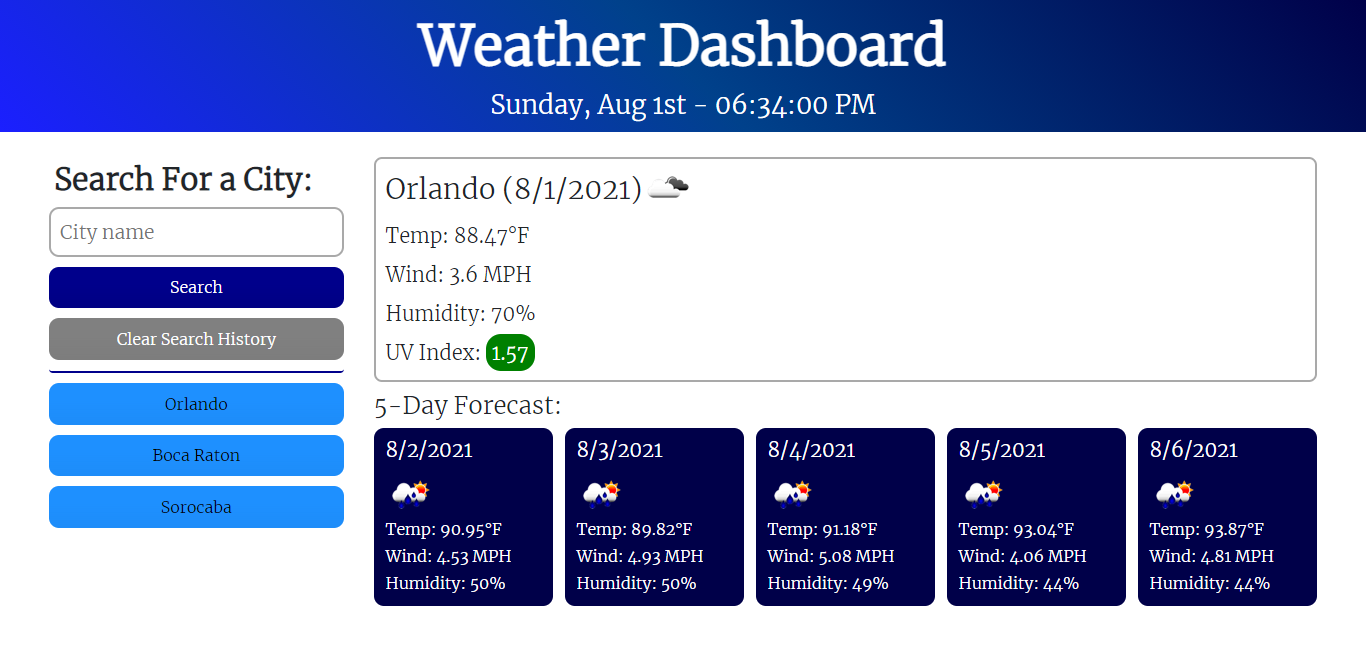 Weather Dashboard
Sunday, Aug 1st - 06:34:00 PM
Search For a City:
City name
Search
Clear Search History
Orlando
Boca Raton
Sorocaba
Orlando (8/1/2021)
Temp: 88.47°F
Wind: 3.6 MPH
Humidity: 70%
UV Index: 1.57
5-Day Forecast:
8/2/2021
Temp: 90.95°F
Wind: 4.53 MPH
Humidity: 50%
8/3/2021
Temp: 89.82°F
Wind: 4.93 MPH
Humidity: 50%
8/4/2021
Temp: 91.18°F
Wind: 5.08 MPH
Humidity: 49%
8/5/2021
Temp: 93.04°F
Wind: 4.06 MPH
Humidity: 44%
8/6/2021
Temp: 93.87°F
Wind: 4.81 MPH
Humidity: 44%